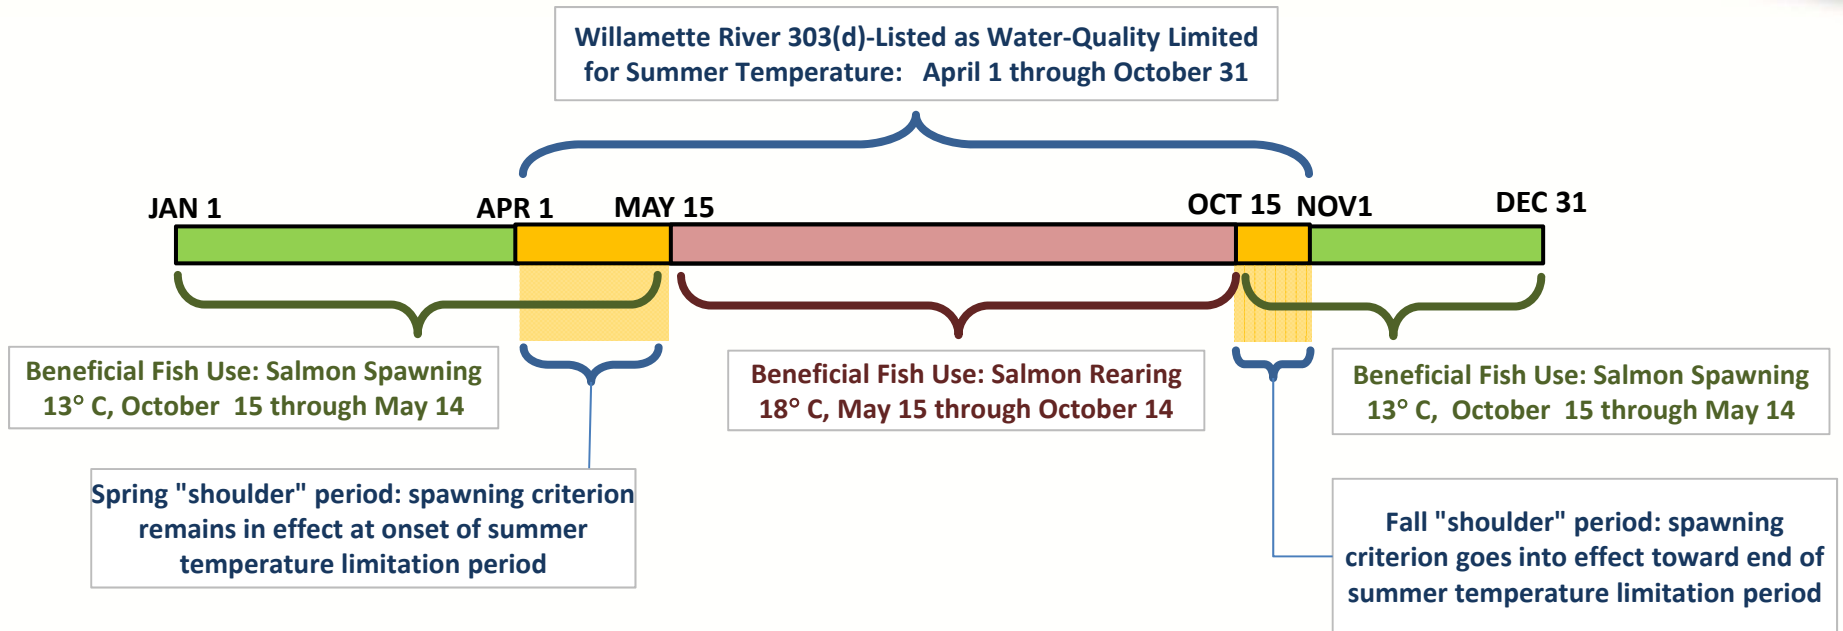 Willamette River 303(d)-Listed as Water-Quality Limited
for Summer Temperature: April 1 through October 31
JAN 1
APR 1
MAY 15
OCT 15
NOV1
DEC 31
Beneficial Fish Use: Salmon Spawning
13° C, October 15 through May 14
Beneficial Fish Use: Salmon Rearing
18° C, May 15 through October 14
Beneficial Fish Use: Salmon Spawning
13° C, October 15 through May 14
Spring "shoulder" period: spawning criterion
remains in effect at onset of summer
temperature limitation period
Fall "shoulder" period: spawning
criterion goes into effect toward end of
summer temperature limitation period